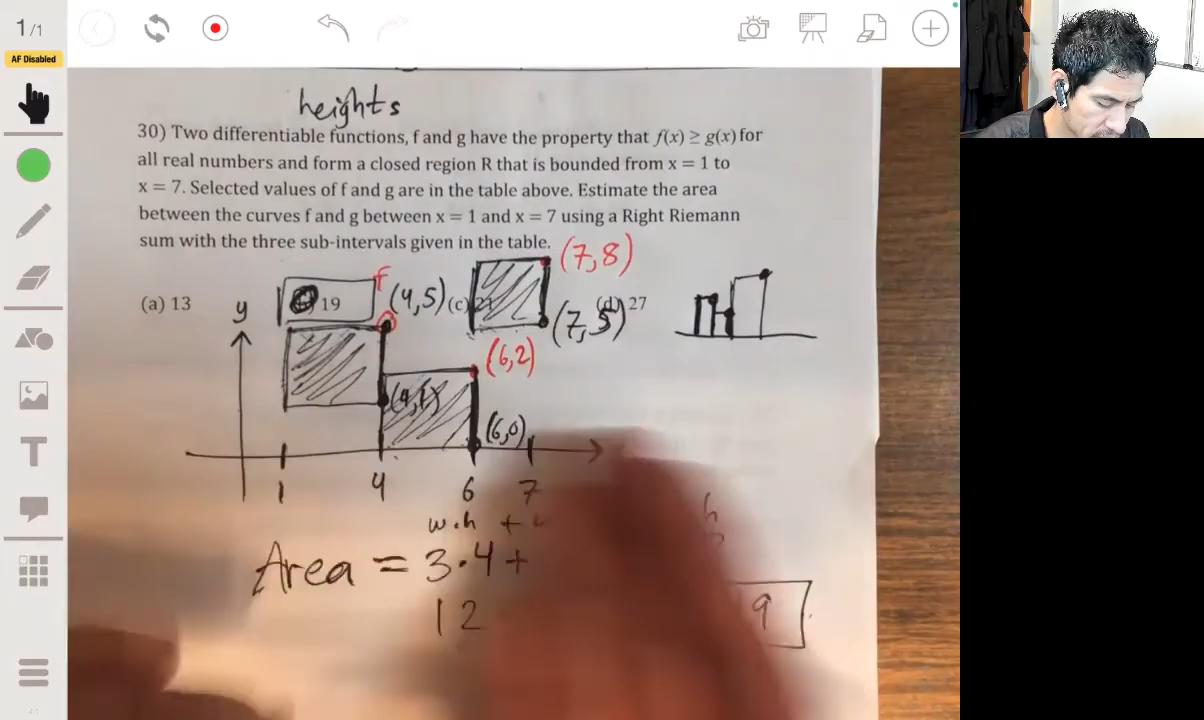 1/1
AF Disabled
heights
30) Two differentiable functions, f and g have the property that f(x) ≥ g(x) for
all real numbers and form a closed region R that is bounded from x = 1 to
x = 7. Selected values of f and g are in the table above. Estimate the area
between the curves f and g between x = 1 and x = 7 using a Right Riemann
sum with the three sub-intervals given in the table.
(7,8)
f
(a) 13
19
(4,5)
(c) 21
(d) 27
y
(7,5)
(6,2)
(4,1)
(6,0)
1 4 6 7
w·h +
h
Area = 3·4 +
12
9
T